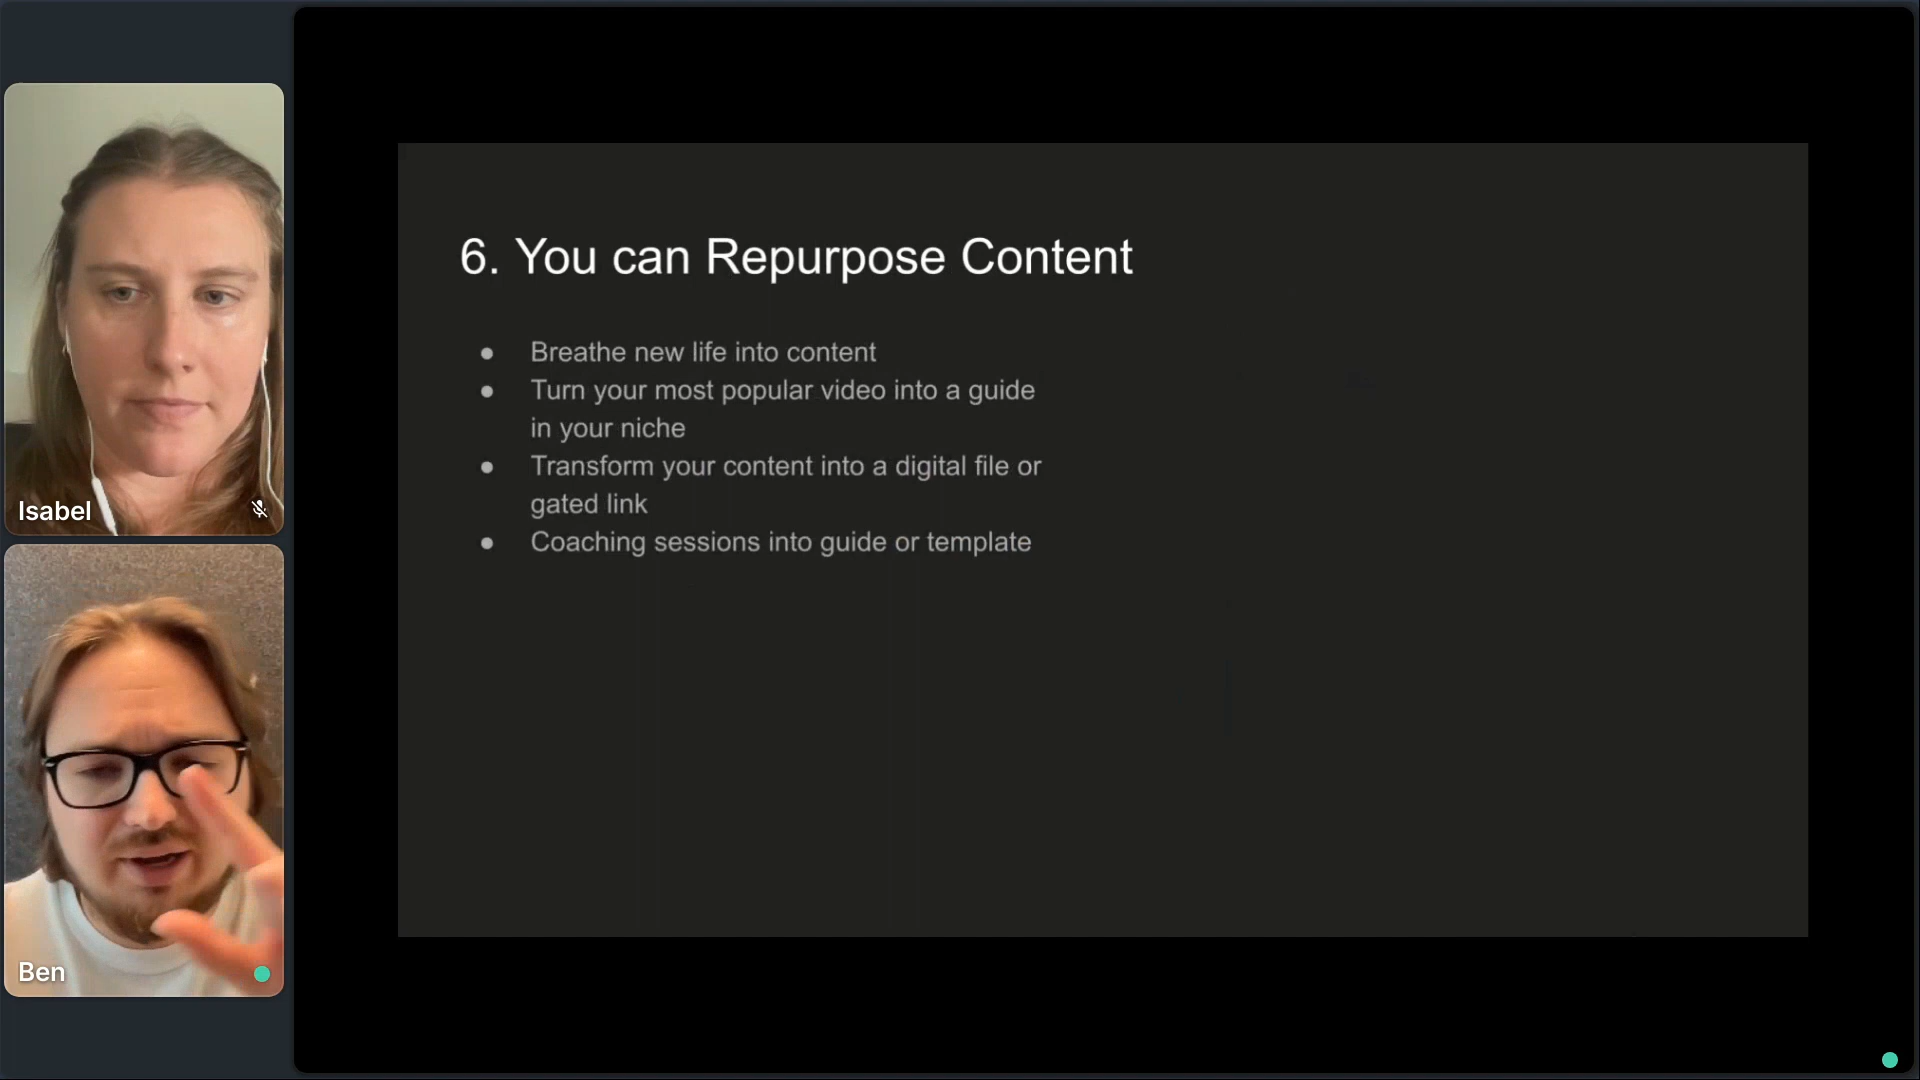 6. You can Repurpose Content
● Breathe new life into content
● Turn your most popular video into a guide
in your niche
● Transform your content into a digital file or
gated link
● Coaching sessions into guide or template
Isabel
Ben